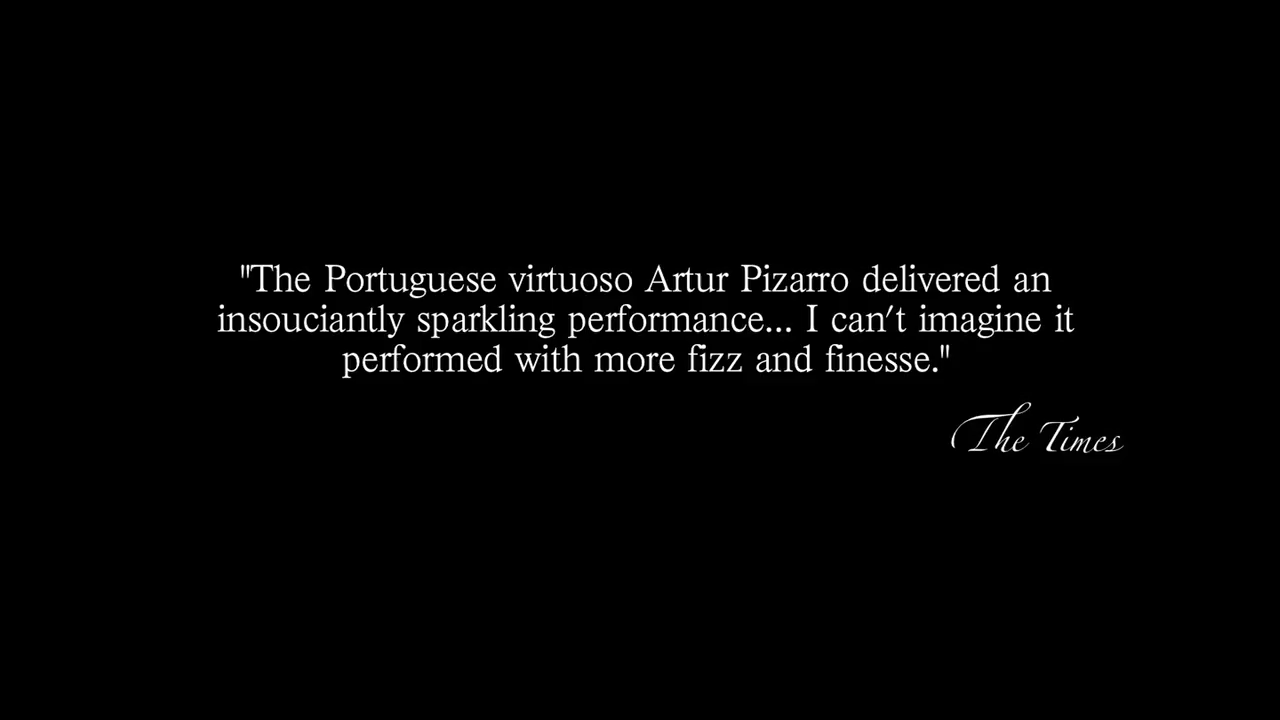 "The Portuguese virtuoso Artur Pizarro delivered an
insouciantly sparkling performance... I can't imagine it
performed with more fizz and finesse."
The Times